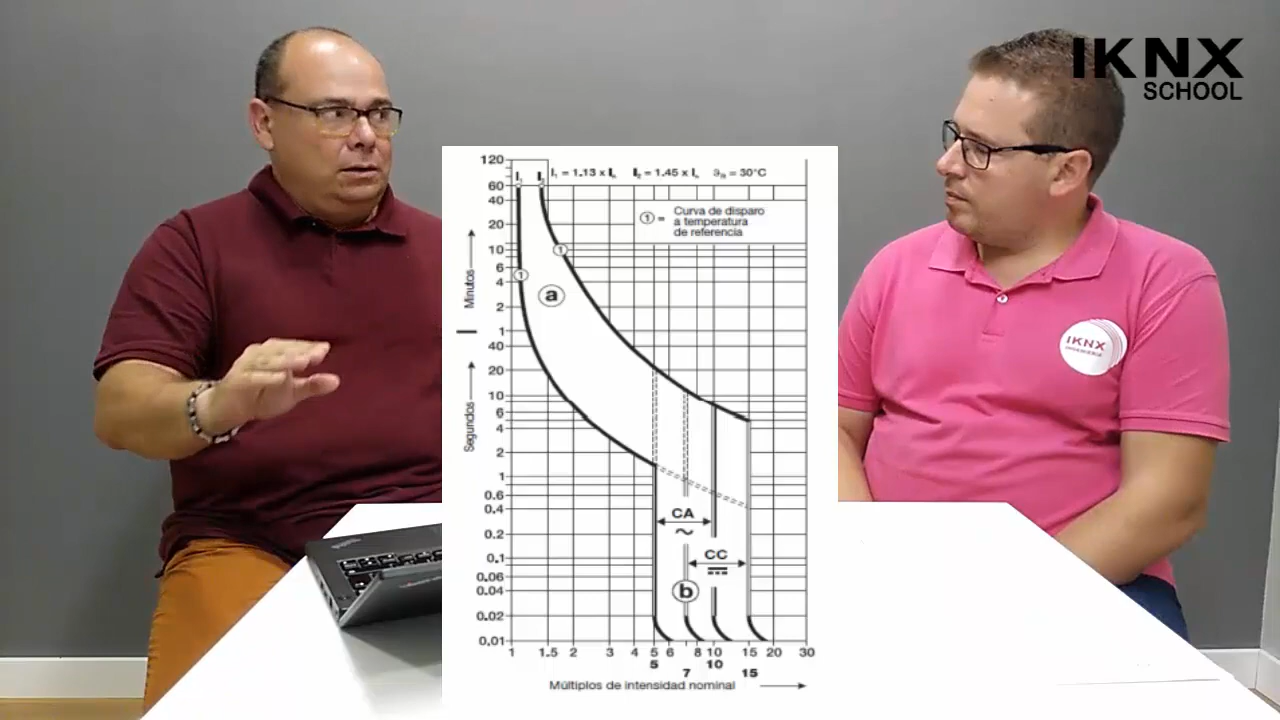 IKNX
SCHOOL
120
60
40
20
10
6
4
2
1
40
20
10
6
4
2
1
0.6
0.4
0.2
0.1
0.06
0.04
0.02
0.01
Minutos
Segundos
I₁ = 1.13 x Iₙ I₂ = 1.45 x Iₙ
= 30°C
1 = Curva de disparo
a temperatura
de referencia
1
1
a
CA
~
CC
b
1 1.5 2 3 4 5 6 8 10 15 20 30
5 7 10 15
Múltiplos de intensidad nominal
IKNX
INGENIERÍA